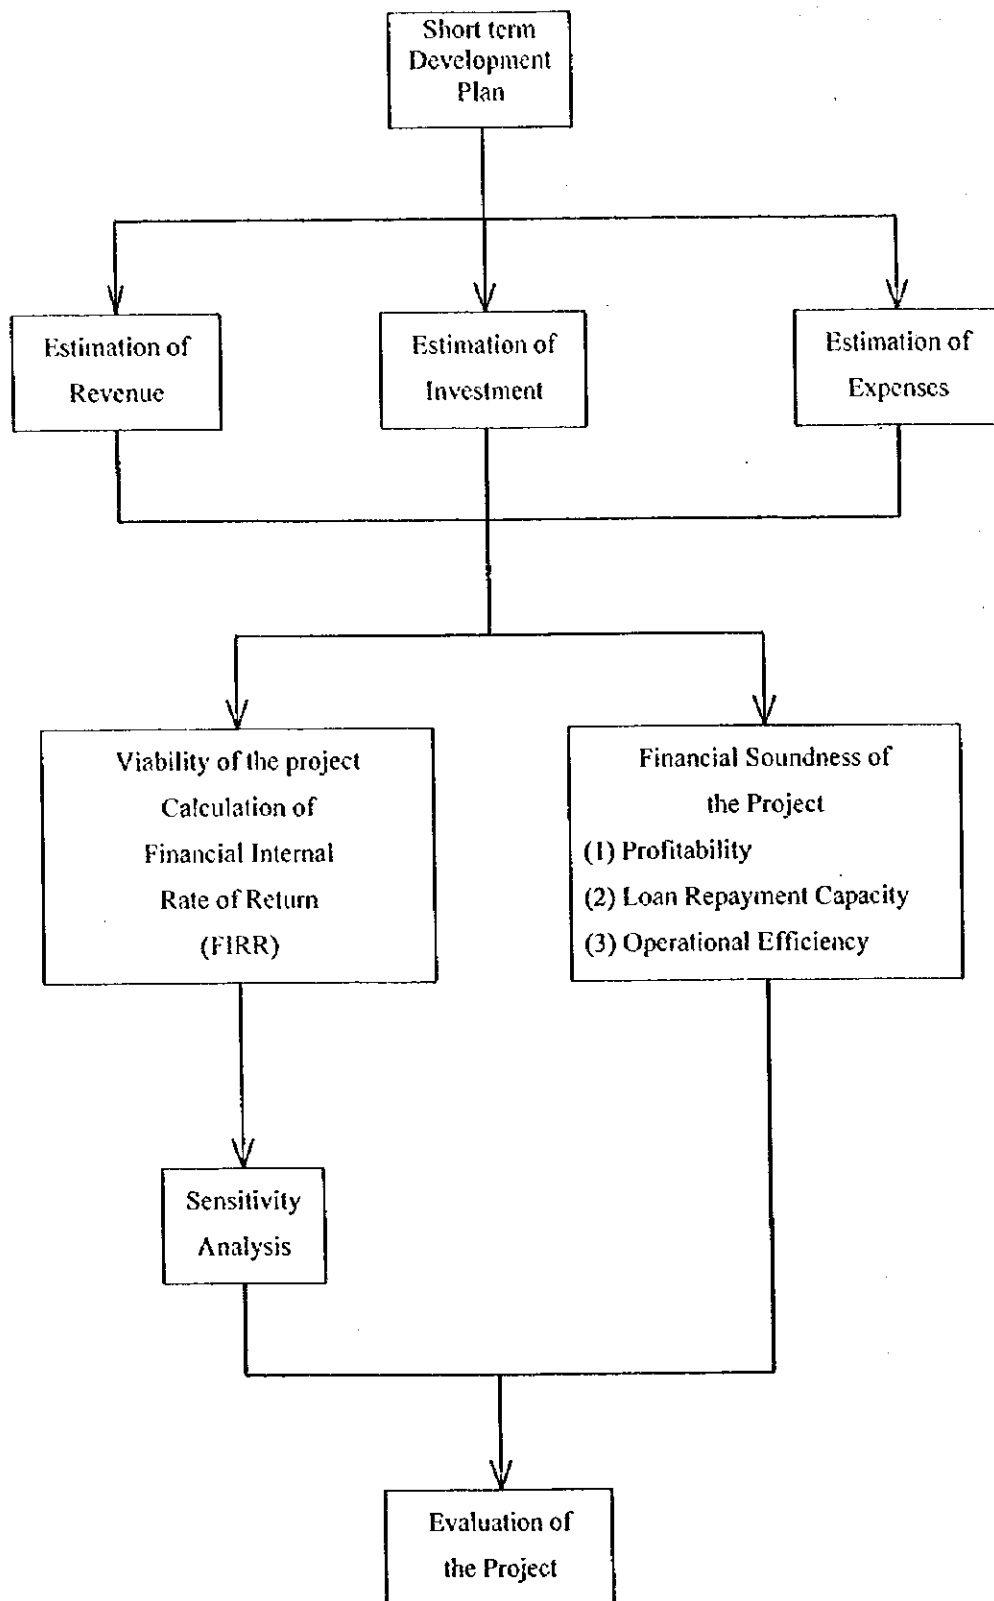 Short term
Development
Plan
Estimation of
Revenue
Estimation of
Investment
Estimation of
Expenses
Viability of the project
Calculation of
Financial Internal
Rate of Return
(FIRR)
Financial Soundness of
the Project
(1) Profitability
(2) Loan Repayment Capacity
(3) Operational Efficiency
Sensitivity
Analysis
Evaluation of
the Project